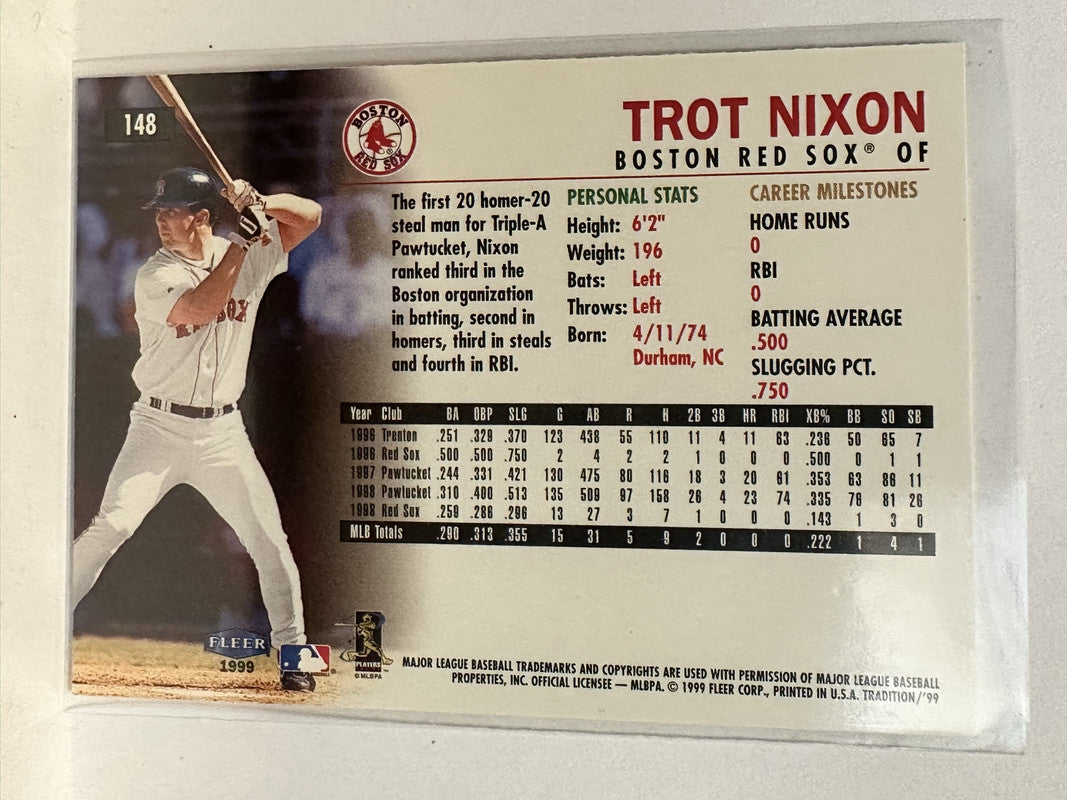 148
BOSTON
RED SOX
TROT NIXON
BOSTON RED SOX® OF
The first 20 homer-20
steal man for Triple-A
Pawtucket, Nixon
ranked third in the
Boston organization
in batting, second in
homers, third in steals
and fourth in RBI.
PERSONAL STATS
Height: 6'2"
Weight: 196
Bats: Left
Throws: Left
Born: 4/11/74
Durham, NC
CAREER MILESTONES
HOME RUNS
0
RBI
0
BATTING AVERAGE
.500
SLUGGING PCT.
.750
Year Club BA OBP SLG G AB R H 2B 3B HR RBI XB% BB SO SB
1996 Trenton .251 .329 .370 123 438 55 110 11 4 11 63 .236 50 65 7
1996 Red Sox .500 .500 .750 2 4 2 2 1 0 0 0 .500 0 1 1
1997 Pawtucket .244 .331 .421 130 475 80 116 18 3 20 61 .353 63 86 11
1998 Pawtucket .310 .400 .513 135 509 97 158 26 4 23 74 .335 76 81 26
1998 Red Sox .259 .286 .296 13 27 3 7 1 0 0 0 .143 1 3 0
MLB Totals .290 .313 .355 15 31 5 9 2 0 0 0 .222 1 4 1
FLEER
1999
PLAYERS
© MLBPA
MAJOR LEAGUE BASEBALL TRADEMARKS AND COPYRIGHTS ARE USED WITH PERMISSION OF MAJOR LEAGUE BASEBALL
PROPERTIES, INC. OFFICIAL LICENSEE — MLBPA. © 1999 FLEER CORP., PRINTED IN U.S.A. TRADITION/'99